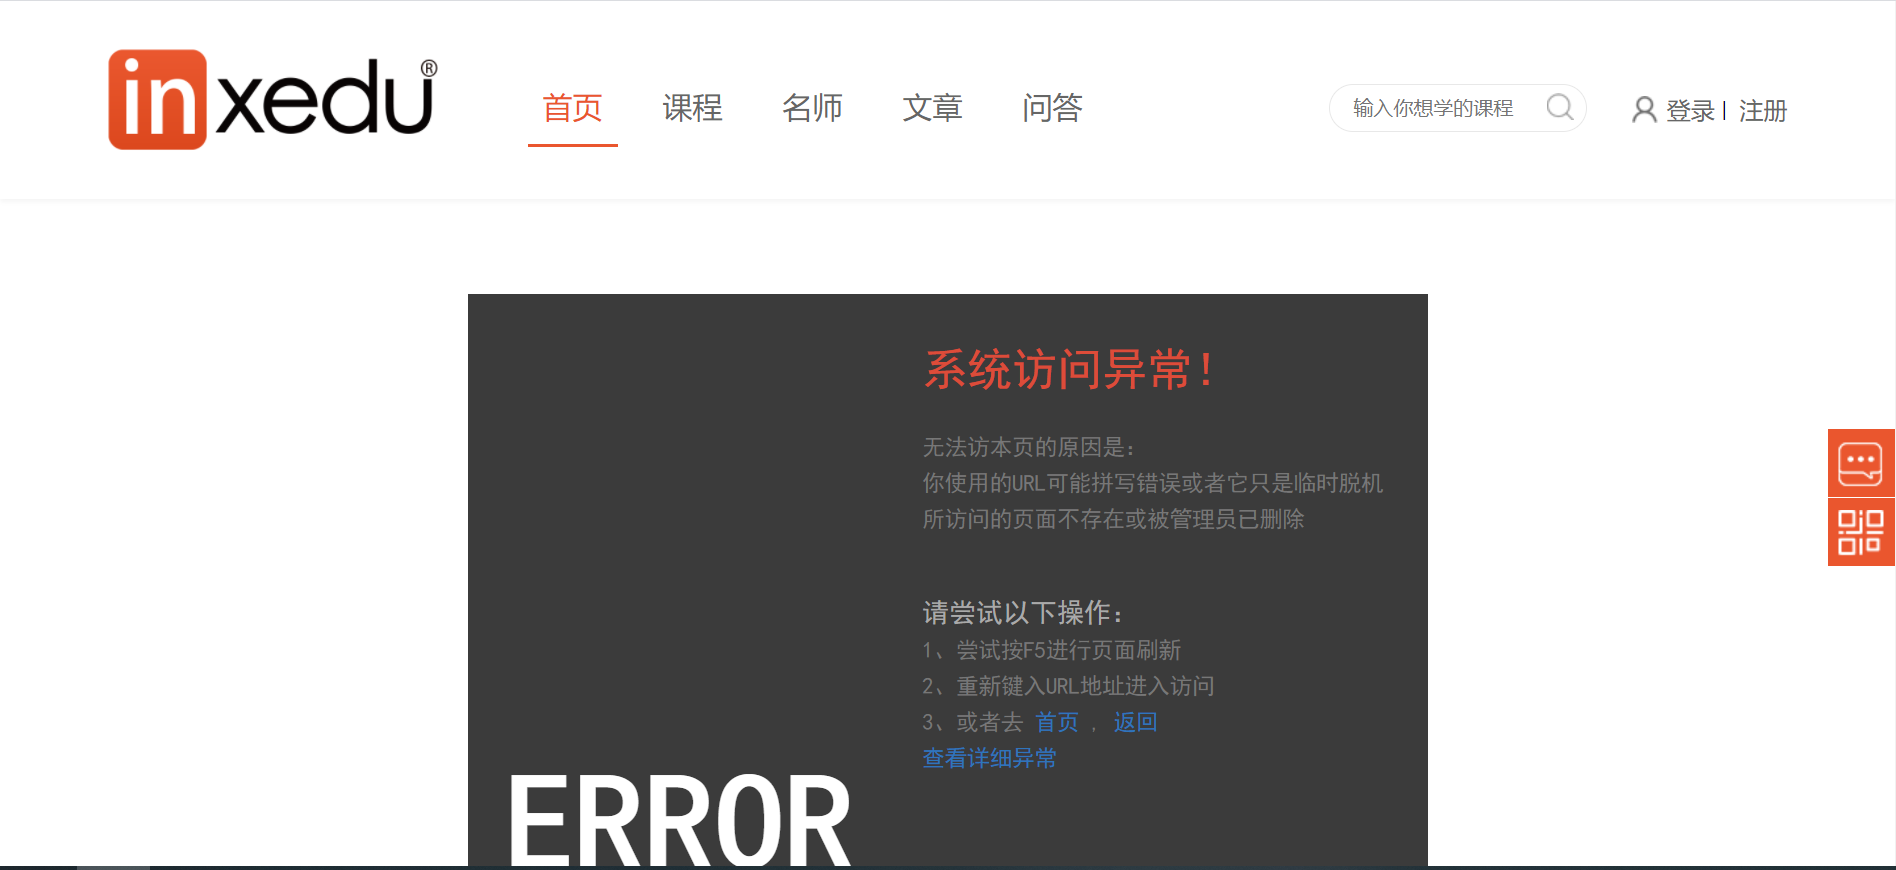 inxedu®
首页 课程 名师 文章 问答
输入你想学的课程
登录 | 注册
系统访问异常！
无法访本页的原因是：
你使用的URL可能拼写错误或者它只是临时脱机
所访问的页面不存在或被管理员已删除
请尝试以下操作：
1、尝试按F5进行页面刷新
2、重新键入URL地址进入访问
3、或者去 首页 , 返回
查看详细异常
ERROR